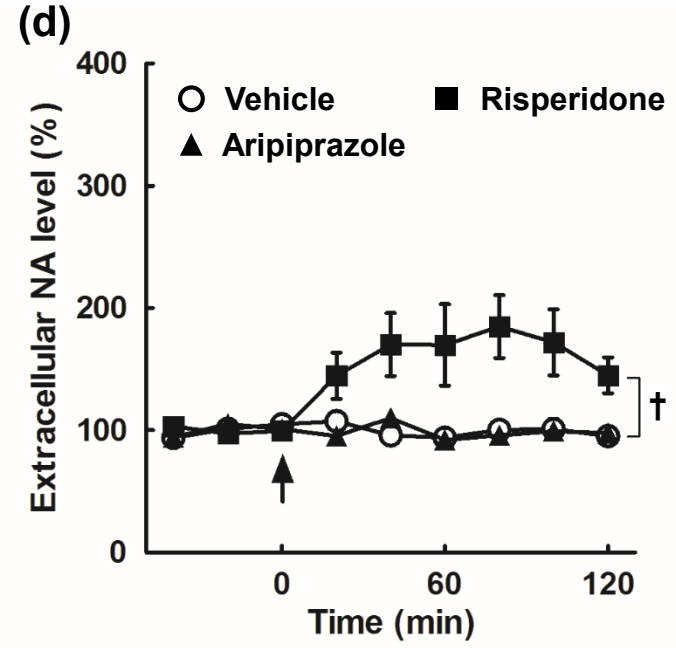 (d)
Extracellular NA level (%)
400
300
200
100
0
Vehicle
Risperidone
Aripiprazole
†
0 60 120
Time (min)